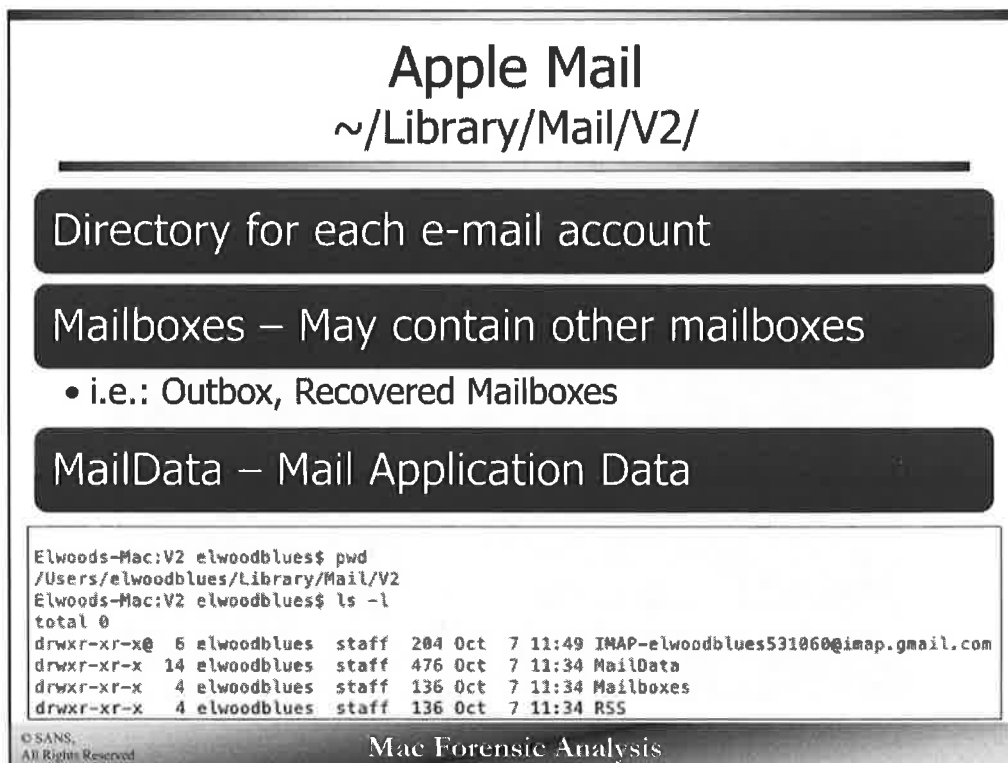 Apple Mail
~/Library/Mail/V2/
Directory for each e-mail account
Mailboxes – May contain other mailboxes
• i.e.: Outbox, Recovered Mailboxes
MailData – Mail Application Data
Elwoods-Mac:V2 elwoodblues$ pwd
/Users/elwoodblues/Library/Mail/V2
Elwoods-Mac:V2 elwoodblues$ ls -l
total 0
drwxr-xr-x@ 6 elwoodblues staff 204 Oct 7 11:49 IMAP-elwoodblues531060@imap.gmail.com
drwxr-xr-x 14 elwoodblues staff 476 Oct 7 11:34 MailData
drwxr-xr-x 4 elwoodblues staff 136 Oct 7 11:34 Mailboxes
drwxr-xr-x 4 elwoodblues staff 136 Oct 7 11:34 RSS
© SANS,
All Rights Reserved
Mac Forensic Analysis